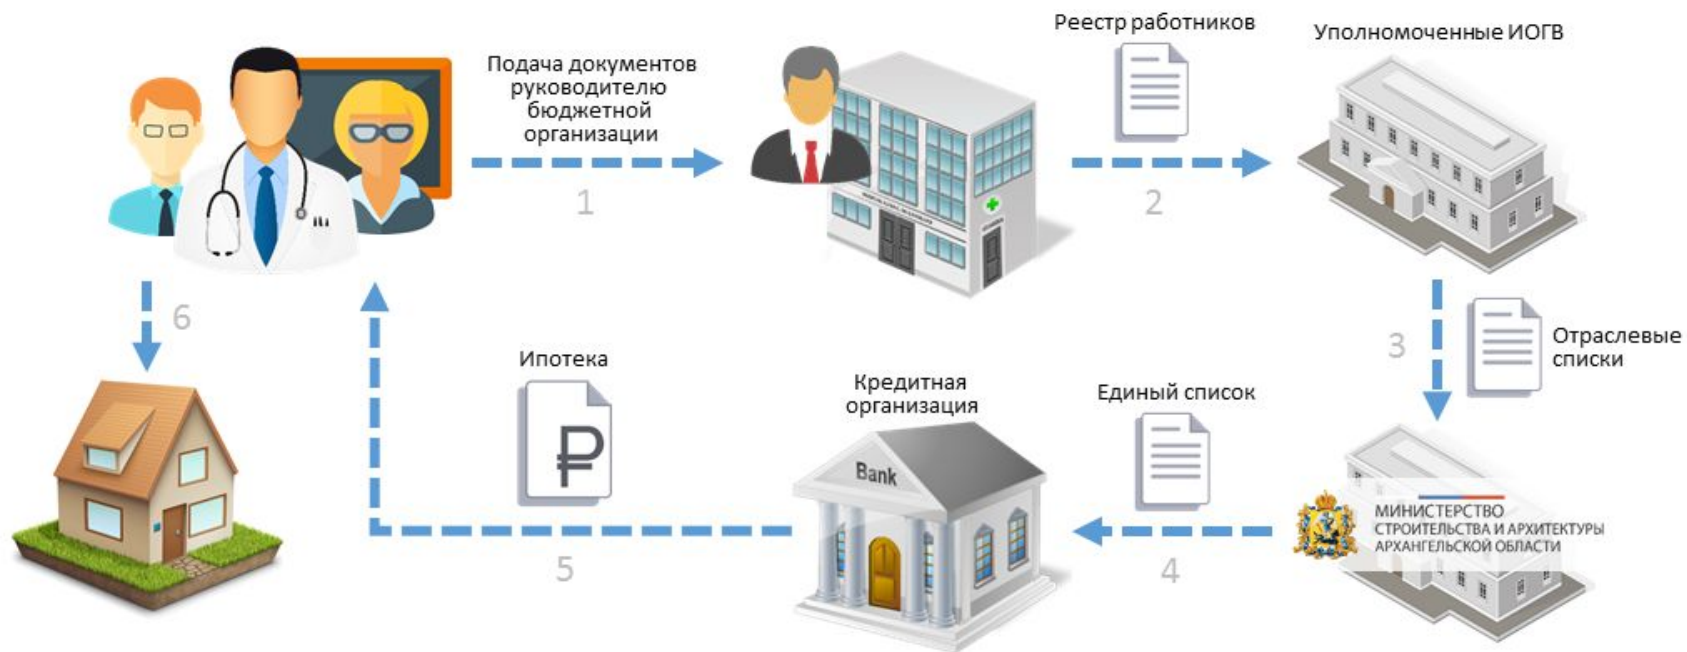 Подача документов
руководителю
бюджетной
организации
1
Реестр работников
2
Уполномоченные ИОГВ
3
Отраслевые
списки
МИНИСТЕРСТВО
СТРОИТЕЛЬСТВА И АРХИТЕКТУРЫ
АРХАНГЕЛЬСКОЙ ОБЛАСТИ
Единый список
4
Кредитная
организация
Bank
Ипотека
₽
5
6